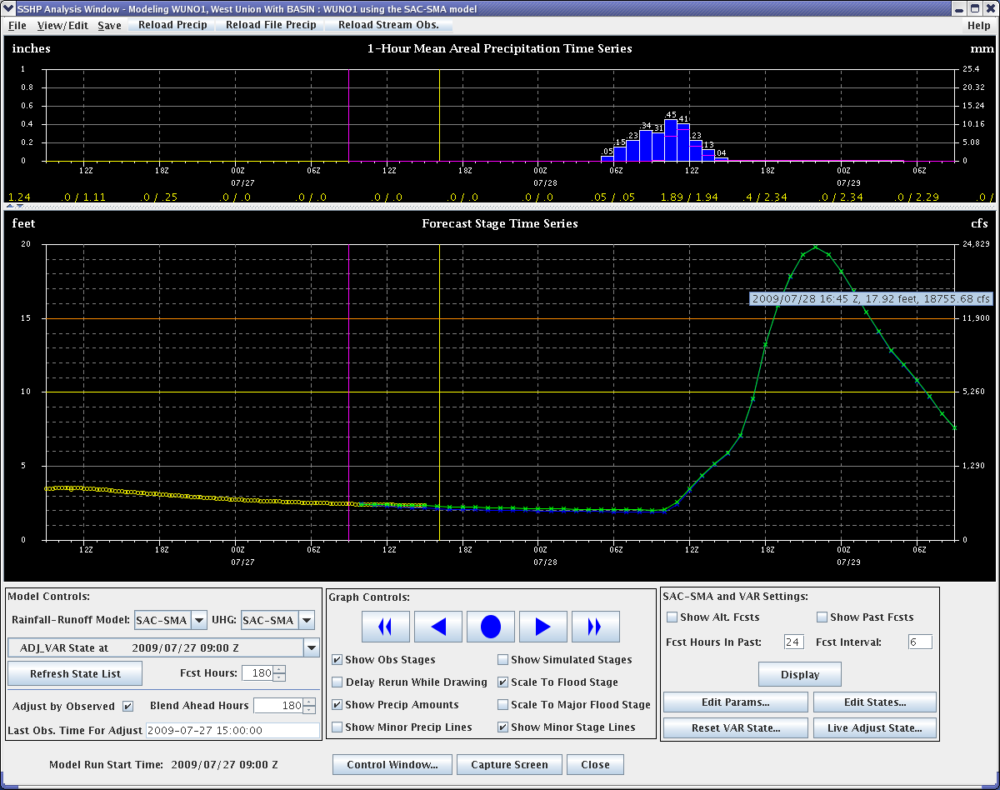 SSHP Analysis Window - Modeling WUNO1, West Union With BASIN : WUNO1 using the SAC-SMA model
File View/Edit Save Reload Precip Reload File Precip Reload Stream Obs. Help
inches 1-Hour Mean Areal Precipitation Time Series mm
1 25.4
0.8 20.32
0.6 15.24
0.4 10.16
0.2 5.08
0 0
.05 .15 .23 .34 .31 .45 .41 .23 .13 .04
12Z 18Z 00Z 06Z 12Z 18Z 00Z 06Z 12Z 18Z 00Z 06Z
07/27 07/28 07/29
1.24 .0 / 1.11 .0 / .25 .0 / .0 .0 / .0 .0 / .0 .0 / .0 .0 / .0 .05 / .05 1.89 / 1.94 .4 / 2.34 .0 / 2.34 .0 / 2.29 .0 /
feet Forecast Stage Time Series cfs
20 24,829
2009/07/28 16:45 Z, 17.92 feet, 18755.68 cfs
15 11,900
10 5,260
5 1,290
0 0
12Z 18Z 00Z 06Z 12Z 18Z 00Z 06Z 12Z 18Z 00Z 06Z
07/27 07/28 07/29
Model Controls:
Rainfall-Runoff Model: SAC-SMA UHG: SAC-SMA
ADJ_VAR State at 2009/07/27 09:00 Z
Refresh State List Fcst Hours: 180
Adjust by Observed Blend Ahead Hours 180
Last Obs. Time For Adjust 2009-07-27 15:00:00
Graph Controls:
Show Obs Stages Show Simulated Stages
Delay Rerun While Drawing Scale To Flood Stage
Show Precip Amounts Scale To Major Flood Stage
Show Minor Precip Lines Show Minor Stage Lines
SAC-SMA and VAR Settings:
Show Alt. Fcsts Show Past Fcsts
Fcst Hours In Past: 24 Fcst Interval: 6
Display
Edit Params... Edit States...
Reset VAR State... Live Adjust State...
Model Run Start Time: 2009/07/27 09:00 Z Control Window... Capture Screen Close